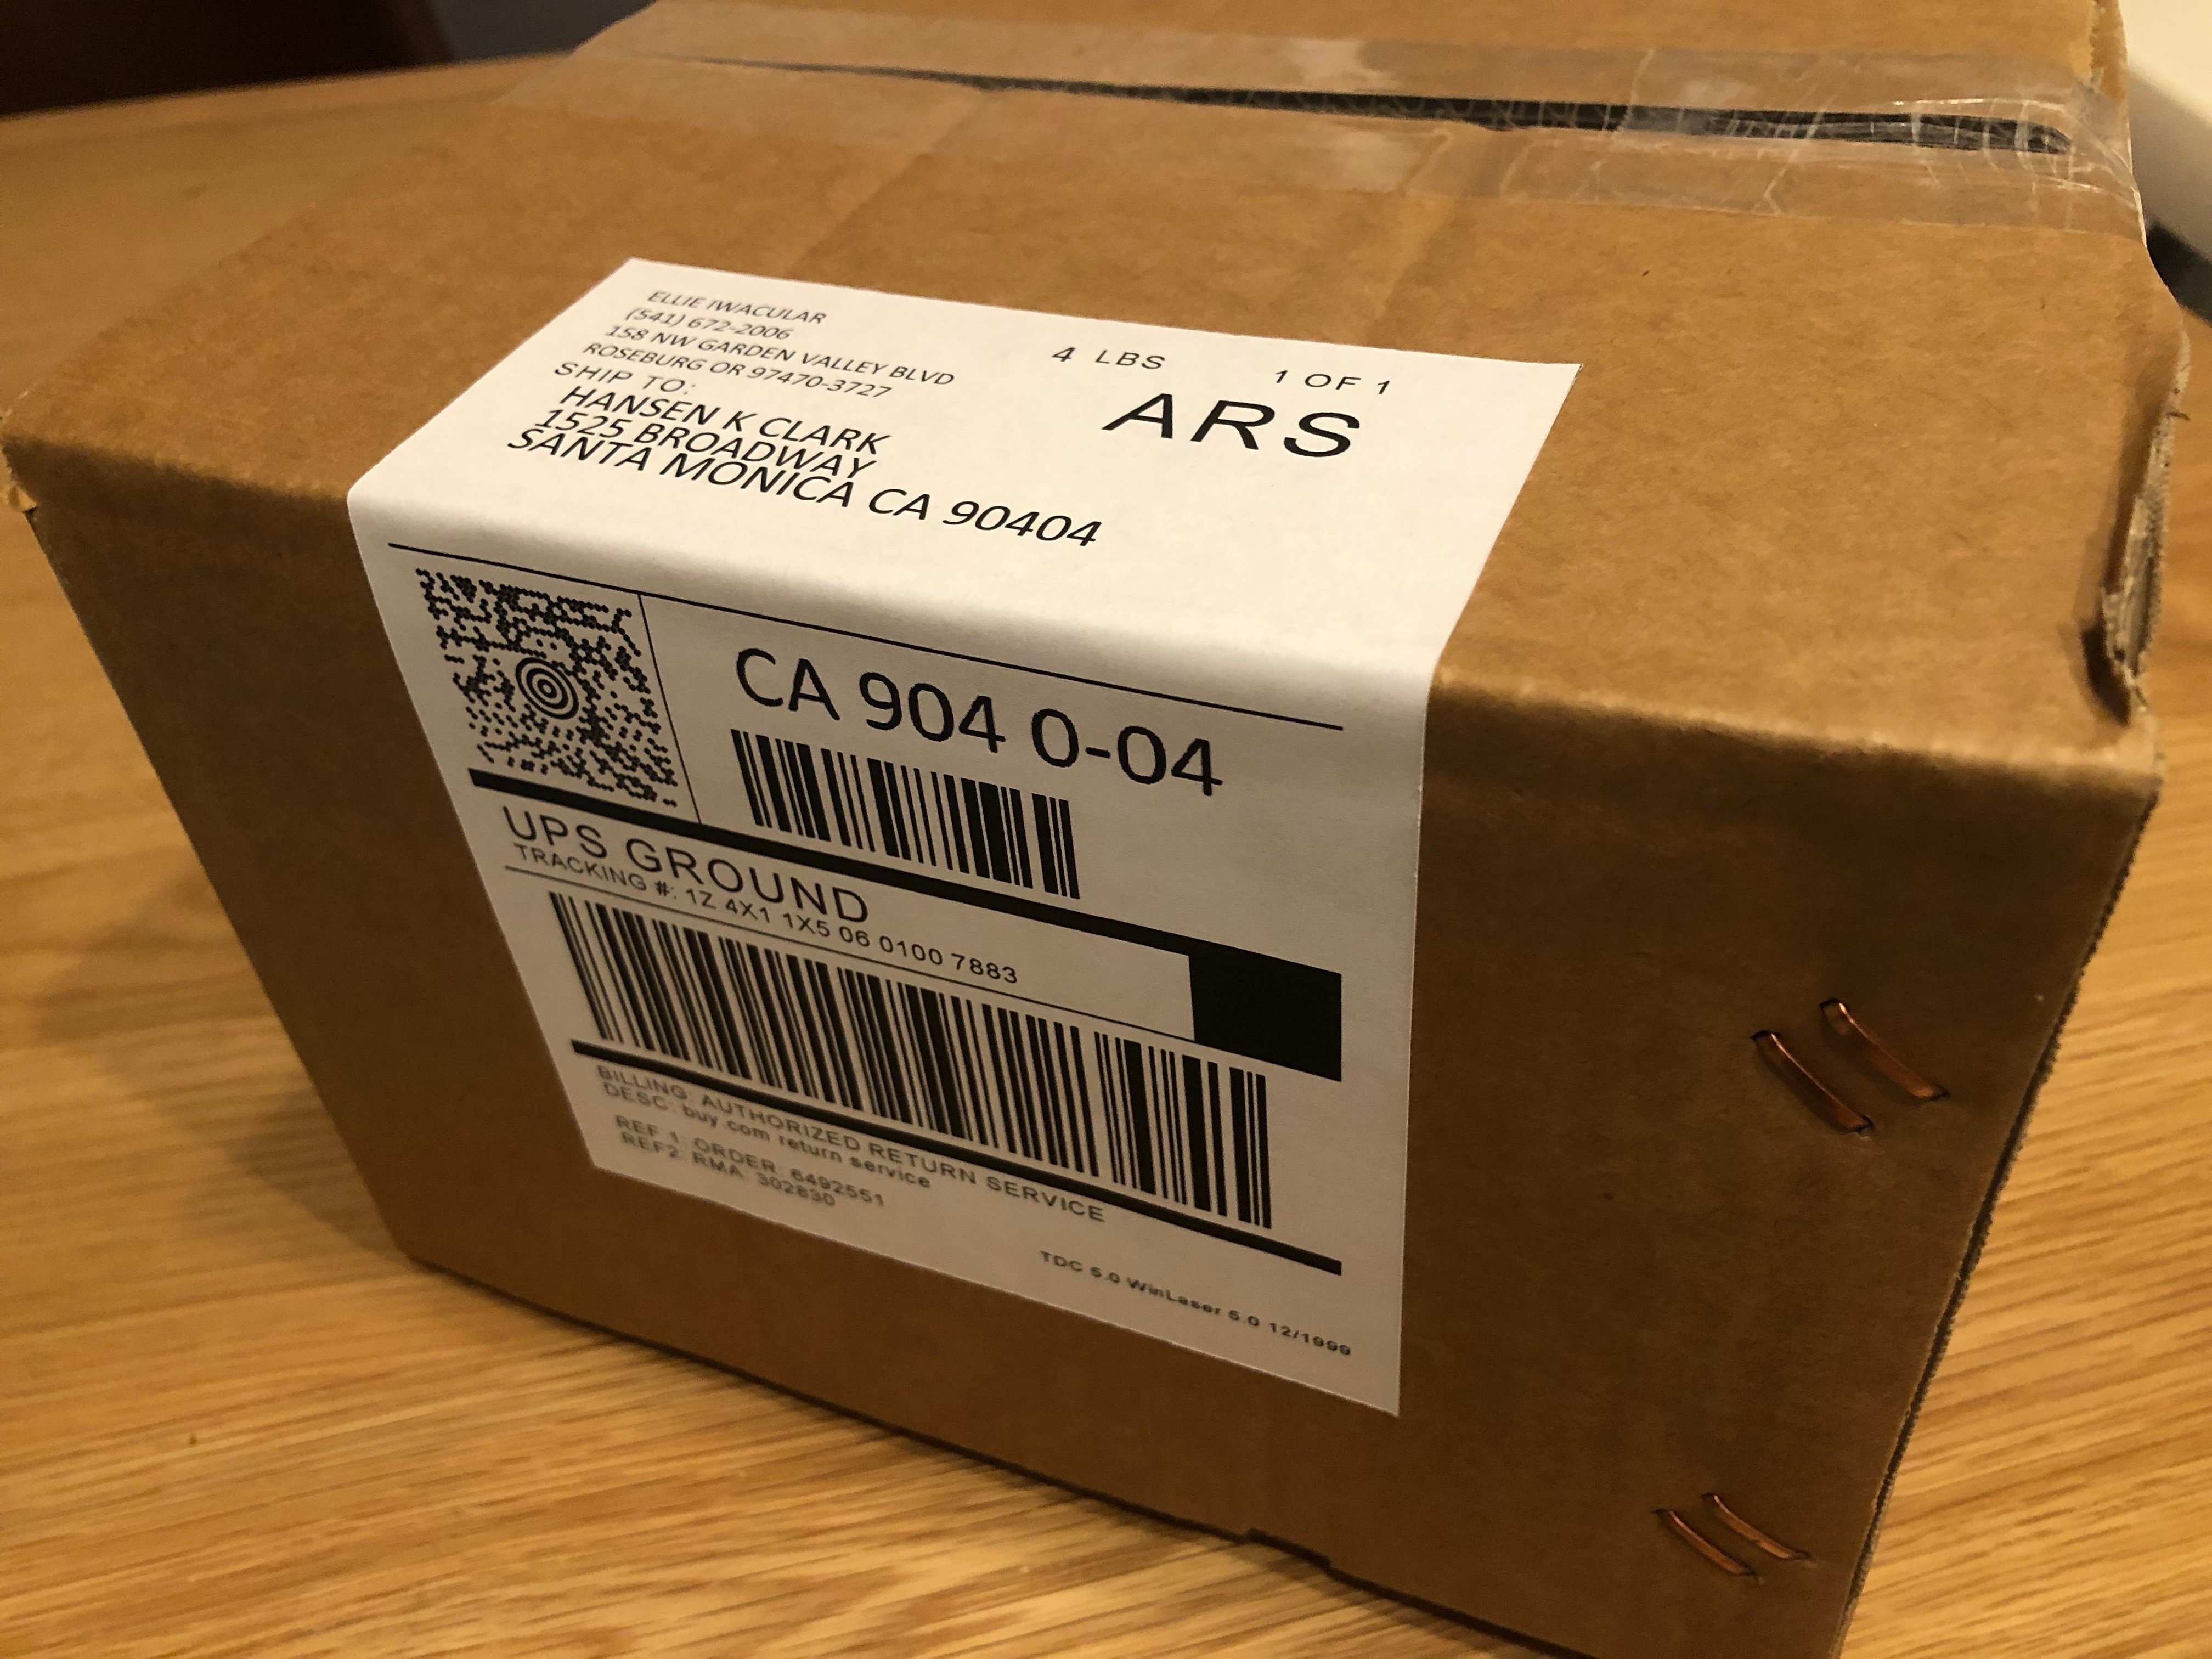 ELLIE IWACULAR
(541) 672-2006
158 NW GARDEN VALLEY BLVD
ROSEBURG OR 97470-3727
4 LBS
1 OF 1
ARS
SHIP TO:
HANSEN K CLARK
1525 BROADWAY
SANTA MONICA CA 90404
CA 904 0-04
UPS GROUND
TRACKING #: 1Z 4X1 1X5 06 0100 7883
BILLING: AUTHORIZED RETURN SERVICE
DESC: buy.com return service
REF 1: ORDER: 6492551
REF2: RMA: 302830
TDC 5.0 WinLaser 5.0 12/1999